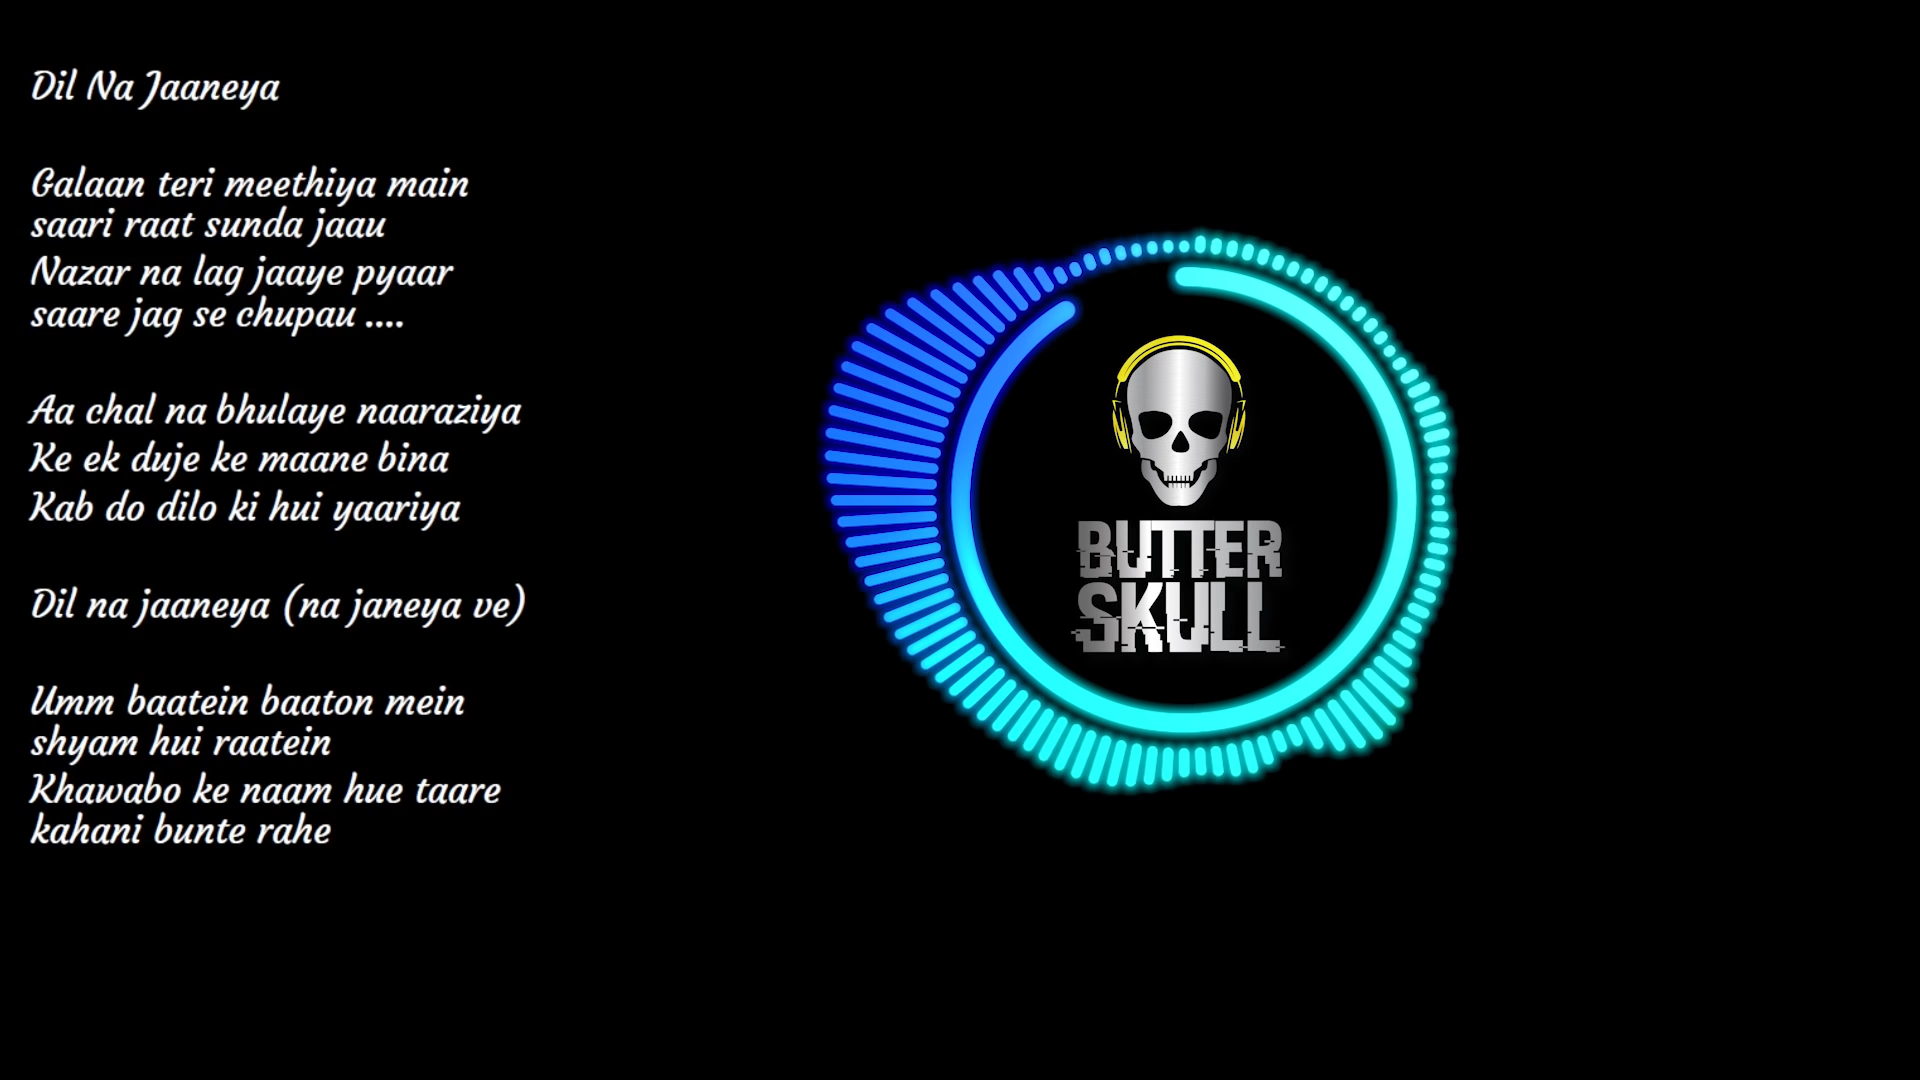 Dil Na Jaaneya
Galaan teri meethiya main
saari raat sunda jaau
Nazar na lag jaaye pyaar
saare jag se chupau ....
Aa chal na bhulaye naaraziya
Ke ek duje ke maane bina
Kab do dilo ki hui yaariya
Dil na jaaneya (na janeya ve)
Umm baatein baaton mein
shyam hui raatein
Khawabo ke naam hue taare
kahani bunte rahe
BUTTER
SKULL